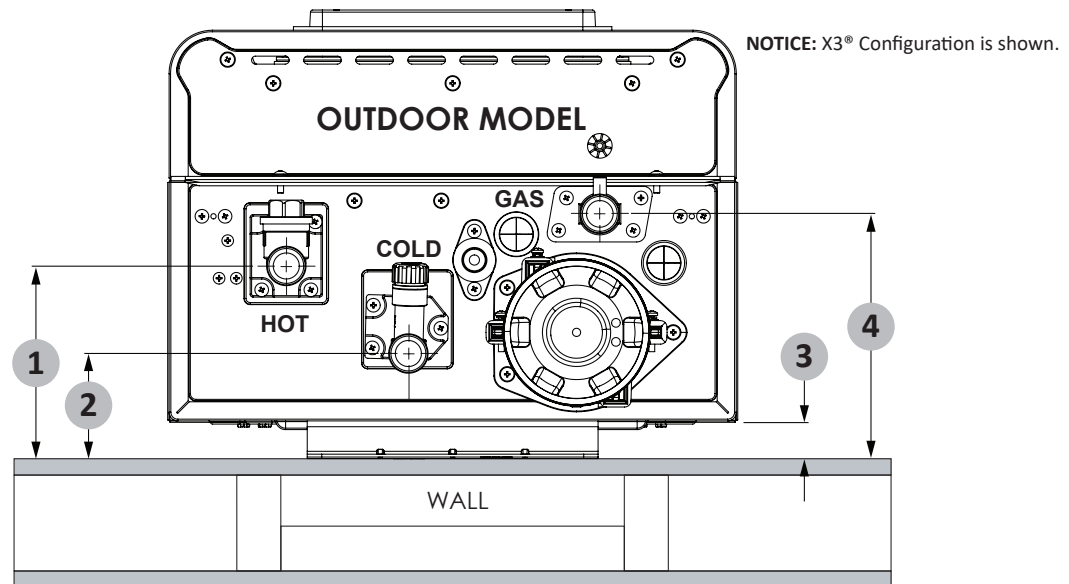 NOTICE: X3® Configuration is shown.
OUTDOOR MODEL
GAS
COLD
HOT
1
2
3
4
WALL